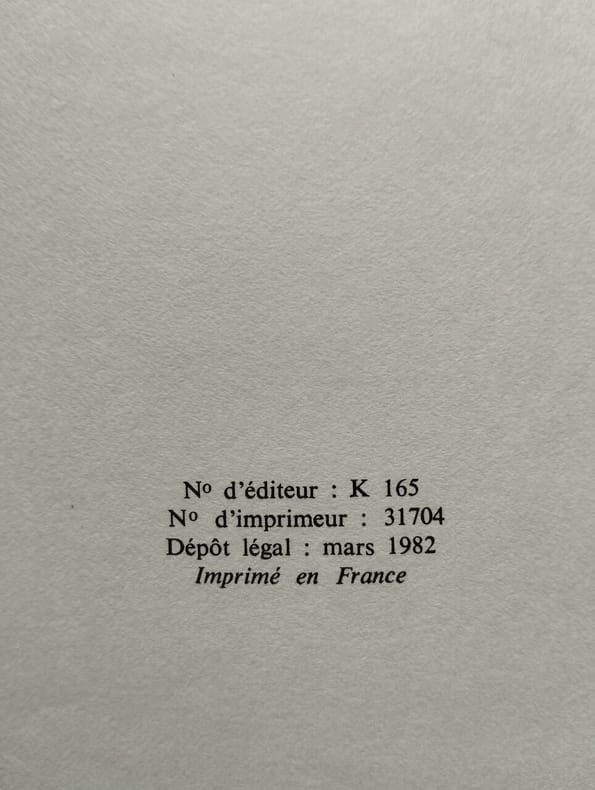 Nº d'éditeur : K 165
Nº d'imprimeur : 31704
Dépôt légal : mars 1982
Imprimé en France